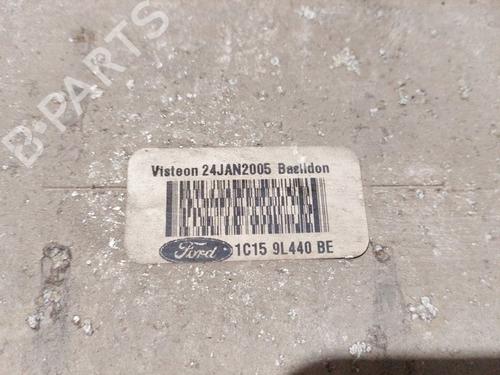 B-PARTS
Visteon 24JAN2005 Basildon
Ford 1C15 9L440 BE